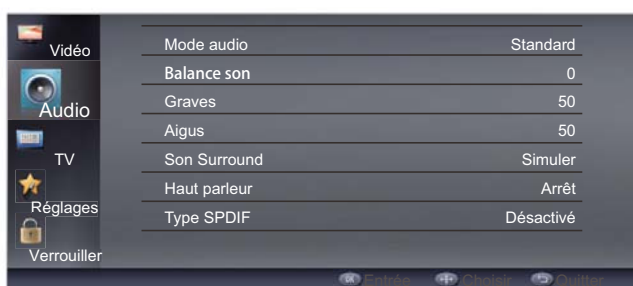 Vidéo
Audio
TV
Réglages
Verrouiller
Mode audio Standard
Balance son 0
Graves 50
Aigus 50
Son Surround Simuler
Haut parleur Arrêt
Type SPDIF Désactivé
OK Entrée Choisir Quitter